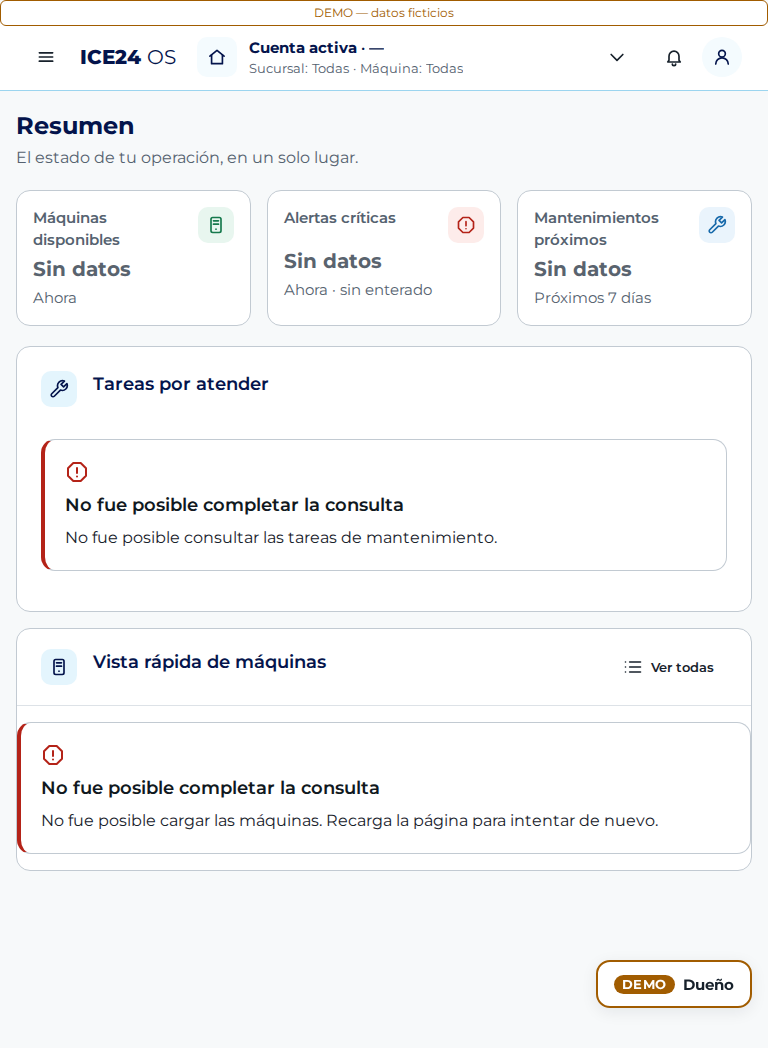 DEMO — datos ficticios
ICE24 OS
Cuenta activa · —
Sucursal: Todas · Máquina: Todas
Resumen
El estado de tu operación, en un solo lugar.
Máquinas
disponibles
Sin datos
Ahora
Alertas críticas
Sin datos
Ahora · sin enterado
Mantenimientos
próximos
Sin datos
Próximos 7 días
Tareas por atender
No fue posible completar la consulta
No fue posible consultar las tareas de mantenimiento.
Vista rápida de máquinas
Ver todas
No fue posible completar la consulta
No fue posible cargar las máquinas. Recarga la página para intentar de nuevo.
DEMO Dueño